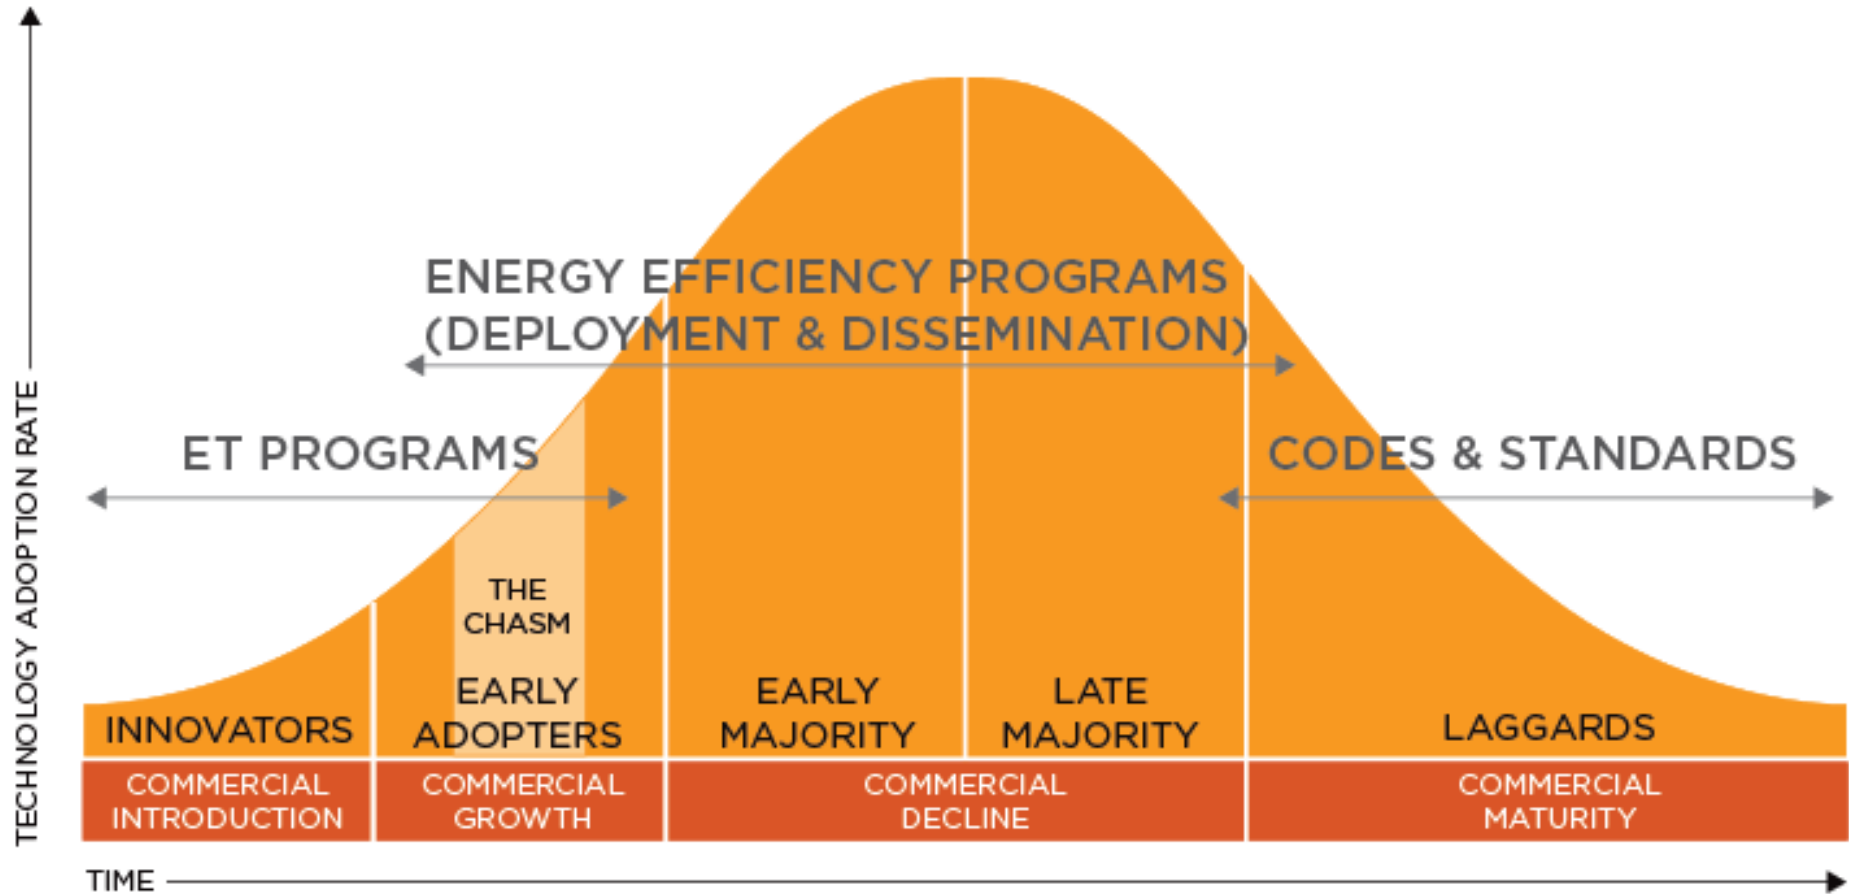 TECHNOLOGY ADOPTION RATE
ENERGY EFFICIENCY PROGRAMS
(DEPLOYMENT & DISSEMINATION)
ET PROGRAMS
CODES & STANDARDS
THE
CHASM
INNOVATORS
EARLY
ADOPTERS
EARLY
MAJORITY
LATE
MAJORITY
LAGGARDS
COMMERCIAL
INTRODUCTION
COMMERCIAL
GROWTH
COMMERCIAL
DECLINE
COMMERCIAL
MATURITY
TIME